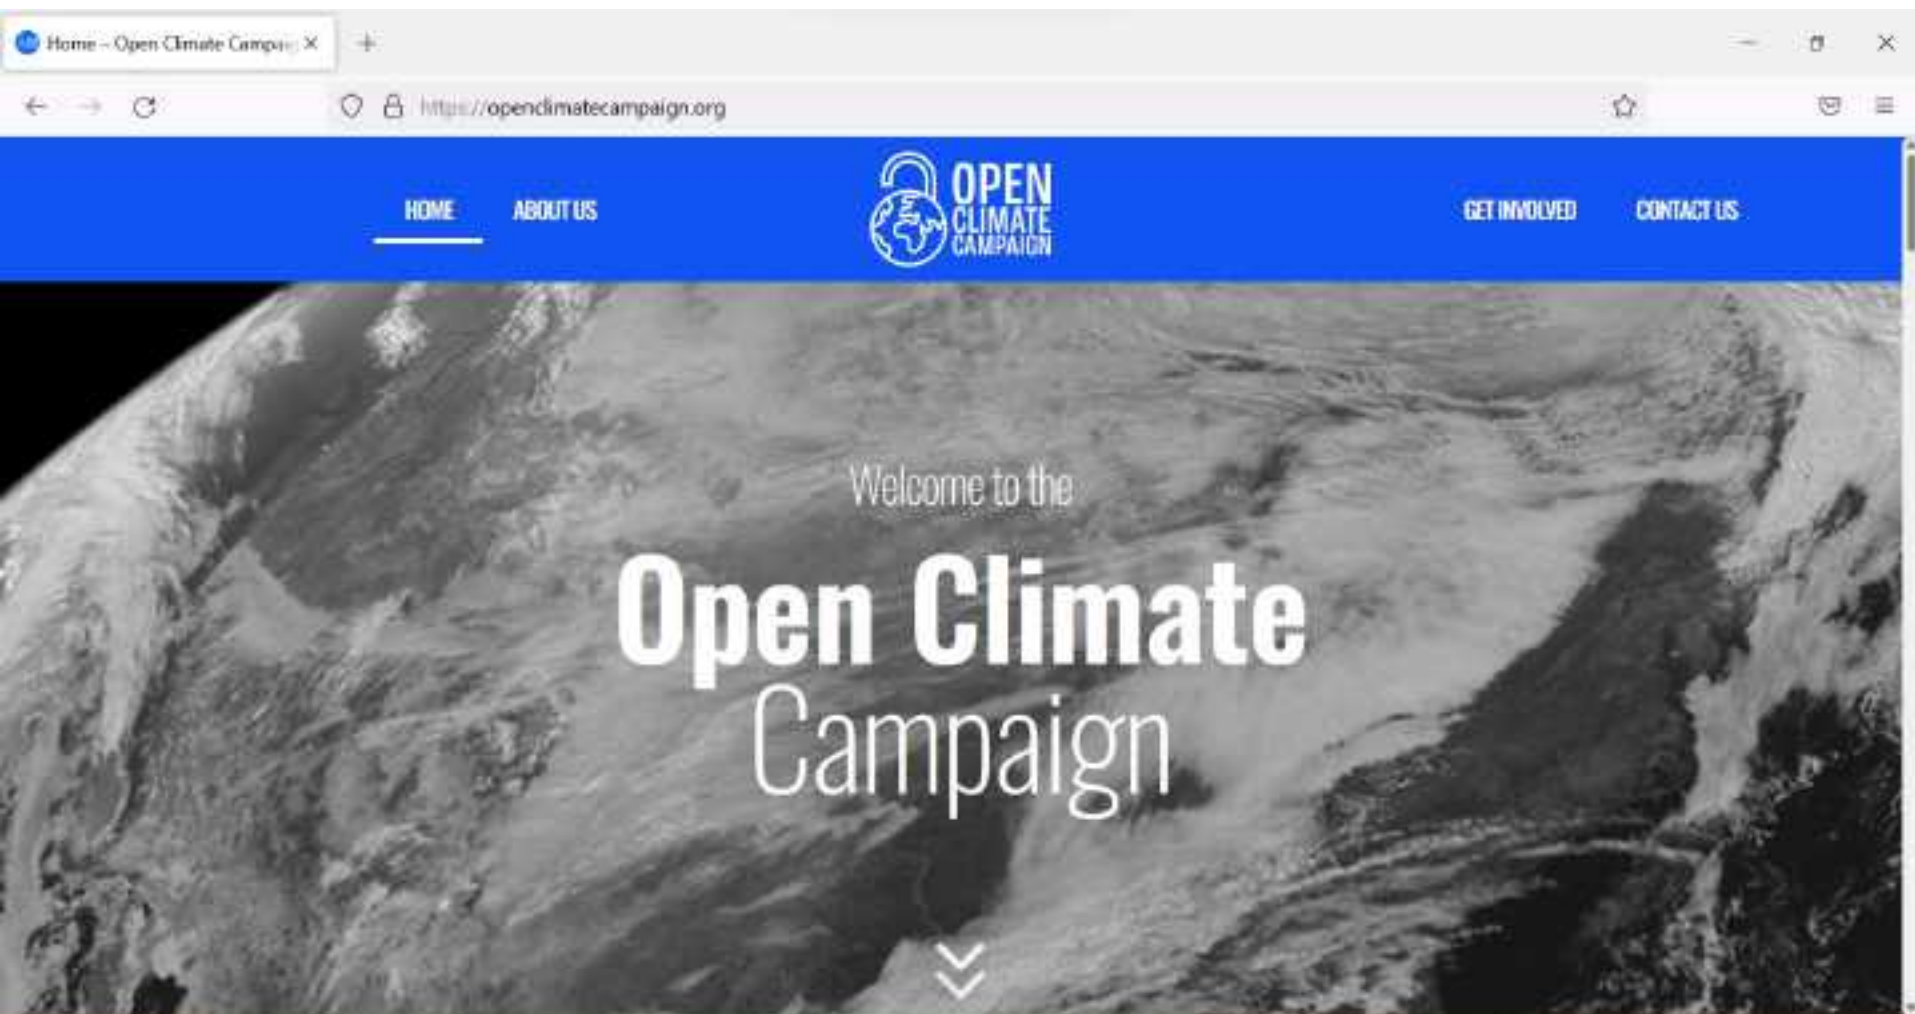 Home – Open Climate Campai
https://openclimatecampaign.org
HOME
ABOUT US
OPEN
CLIMATE
CAMPAIGN
GET INVOLVED
CONTACT US
Welcome to the
Open Climate
Campaign